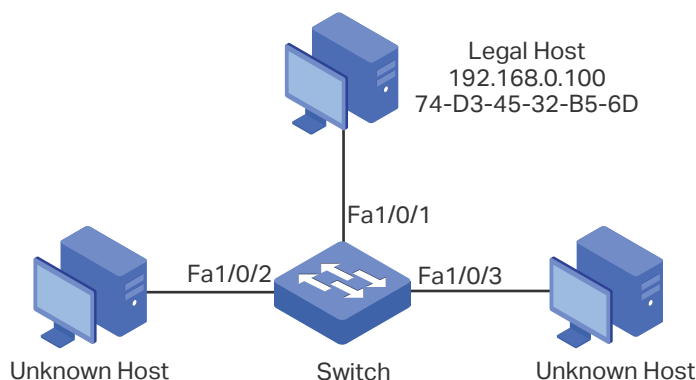 Legal Host
192.168.0.100
74-D3-45-32-B5-6D
Fa1/0/1
Fa1/0/2
Fa1/0/3
Unknown Host
Switch
Unknown Host